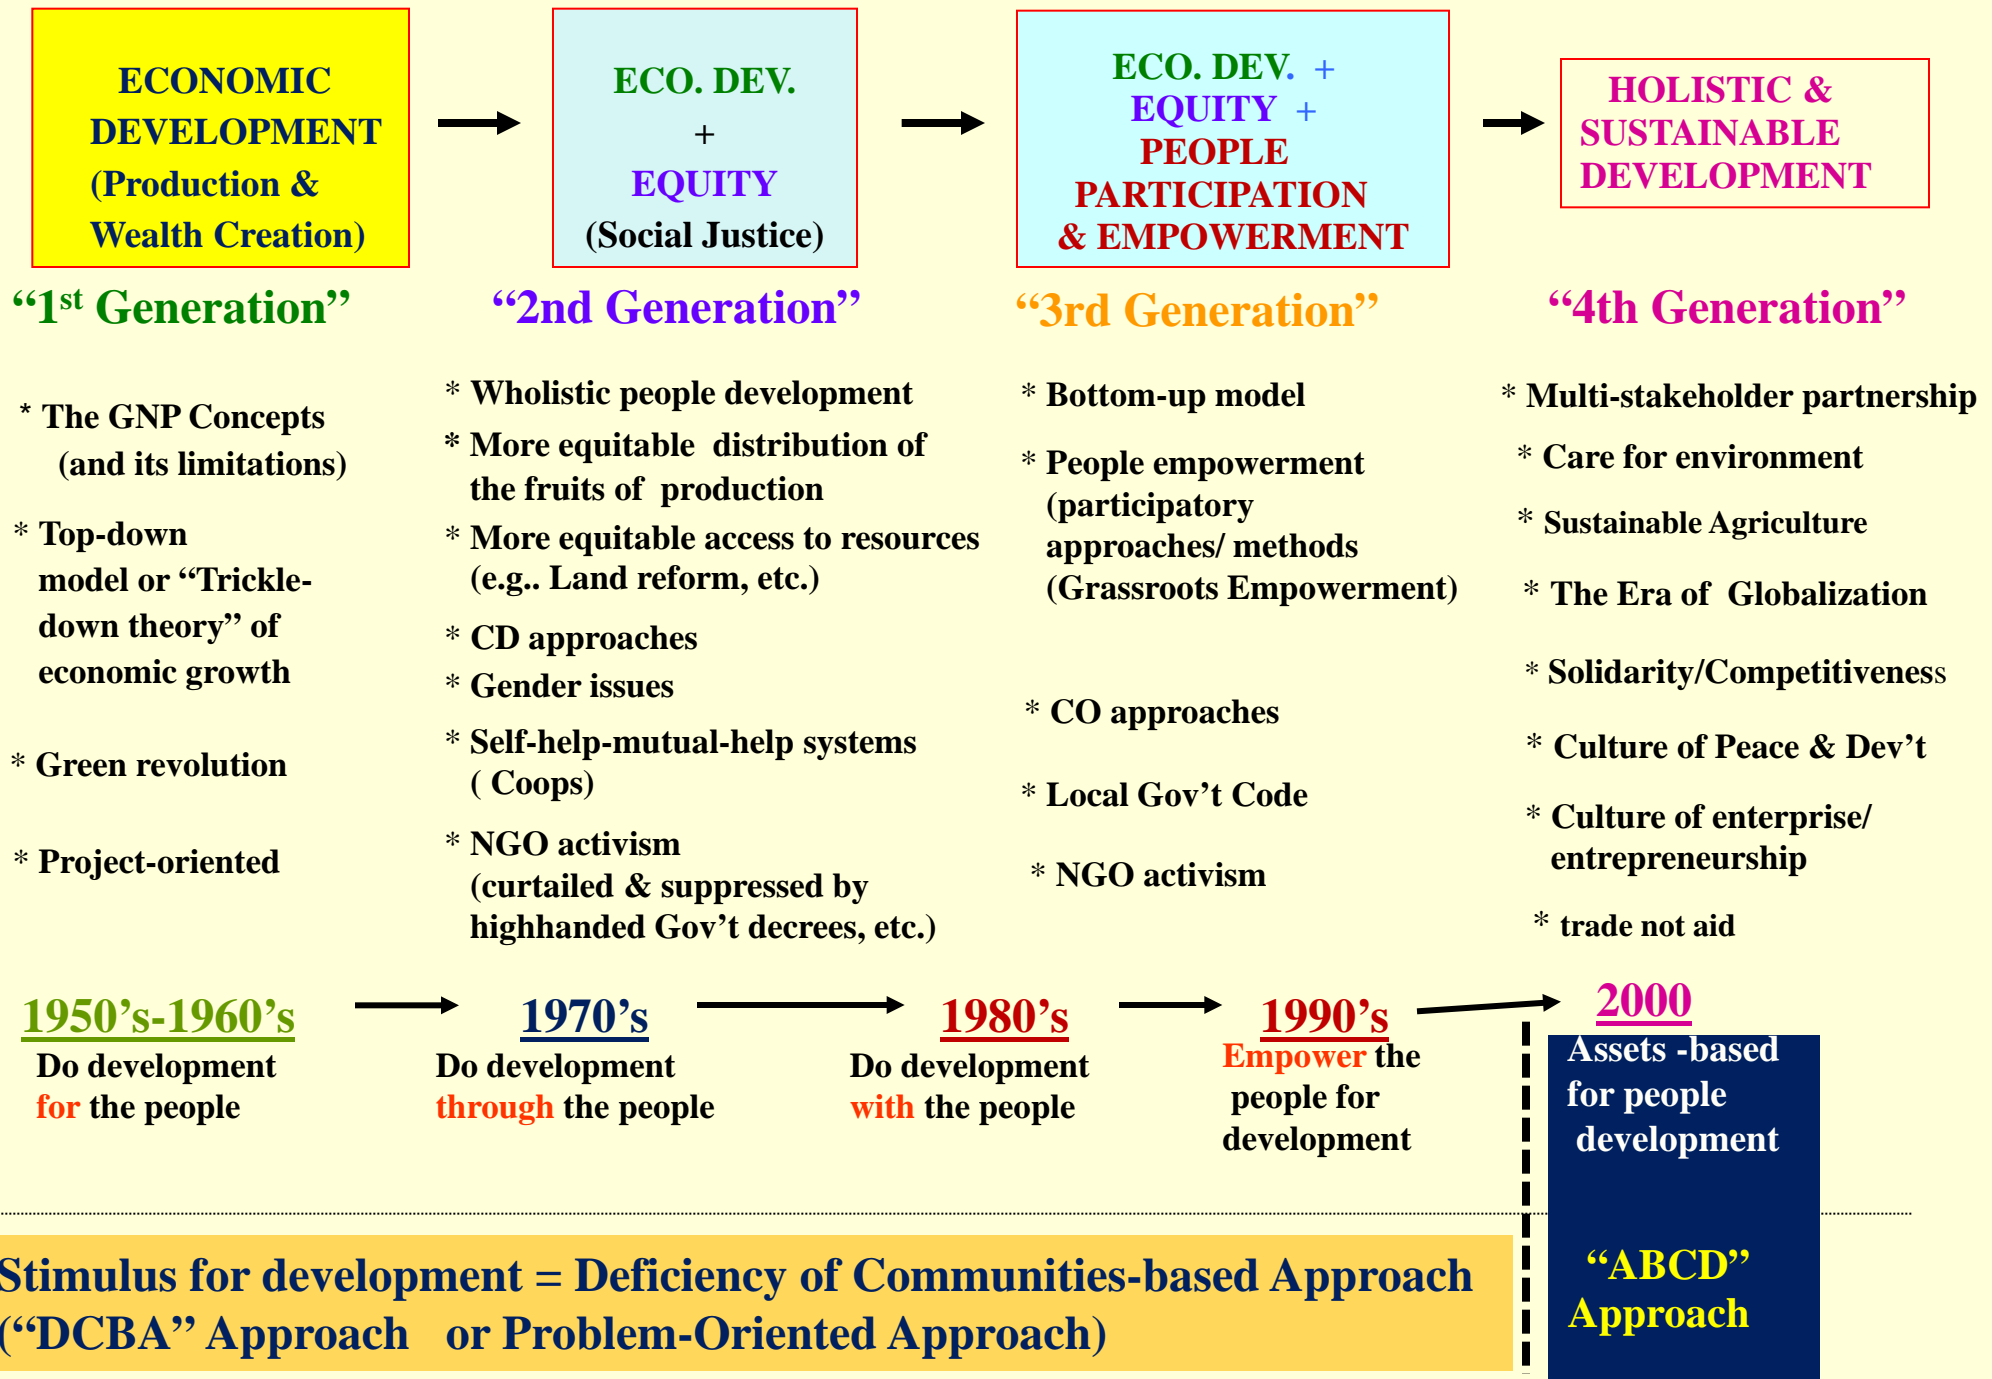 ECONOMIC
DEVELOPMENT
(Production &
Wealth Creation)
ECO. DEV.
+
EQUITY
(Social Justice)
ECO. DEV. +
EQUITY +
PEOPLE
PARTICIPATION
& EMPOWERMENT
HOLISTIC &
SUSTAINABLE
DEVELOPMENT
“1st Generation”
“2nd Generation”
“3rd Generation”
“4th Generation”
* The GNP Concepts
(and its limitations)
* Top-down
model or “Trickle-
down theory” of
economic growth
* Green revolution
* Project-oriented
* Wholistic people development
* More equitable distribution of
the fruits of production
* More equitable access to resources
(e.g.. Land reform, etc.)
* CD approaches
* Gender issues
* Self-help-mutual-help systems
( Coops)
* NGO activism
(curtailed & suppressed by
highhanded Gov’t decrees, etc.)
* Bottom-up model
* People empowerment
(participatory
approaches/ methods
(Grassroots Empowerment)
* CO approaches
* Local Gov’t Code
* NGO activism
* Multi-stakeholder partnership
* Care for environment
* Sustainable Agriculture
* The Era of Globalization
* Solidarity/Competitiveness
* Culture of Peace & Dev’t
* Culture of enterprise/
entrepreneurship
* trade not aid
1950’s-1960’s
Do development
for the people
1970’s
Do development
through the people
1980’s
Do development
with the people
1990’s
Empower the
people for
development
2000
Assets -based
for people
development
Stimulus for development = Deficiency of Communities-based Approach
(“DCBA” Approach or Problem-Oriented Approach)
“ABCD”
Approach